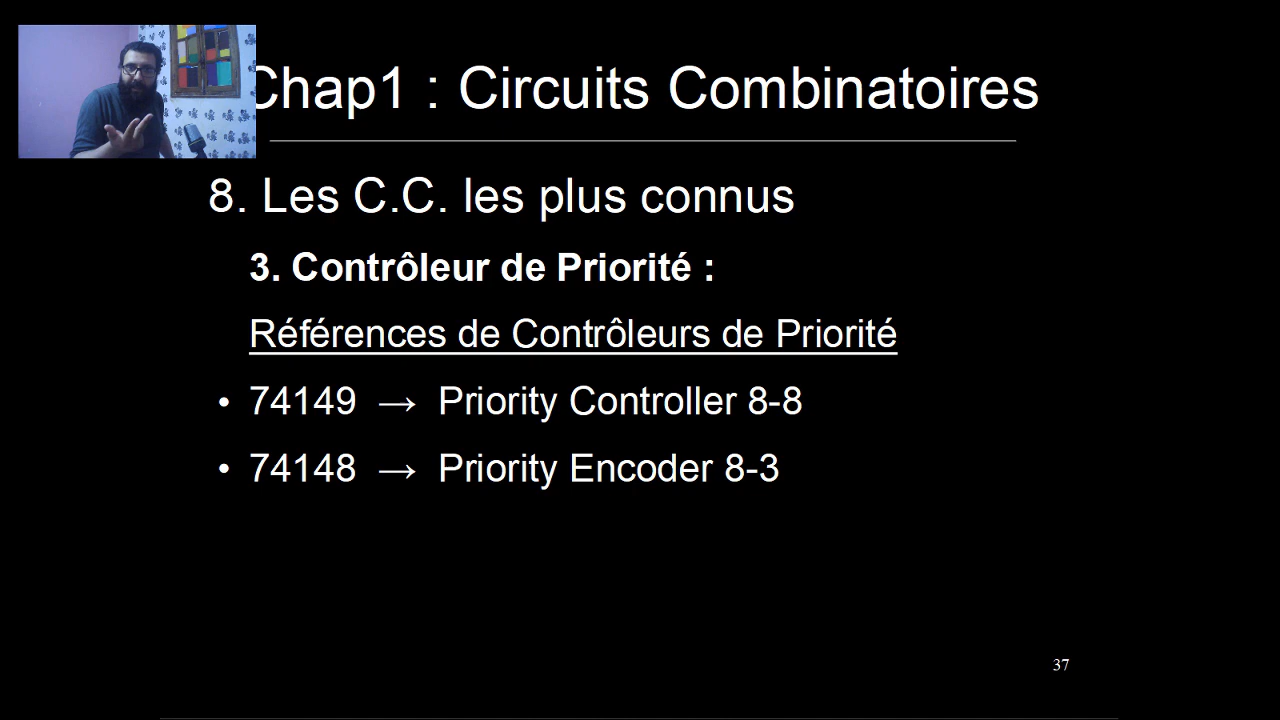 Chap1 : Circuits Combinatoires
8. Les C.C. les plus connus
3. Contrôleur de Priorité :
Références de Contrôleurs de Priorité
• 74149 → Priority Controller 8-8
• 74148 → Priority Encoder 8-3
37